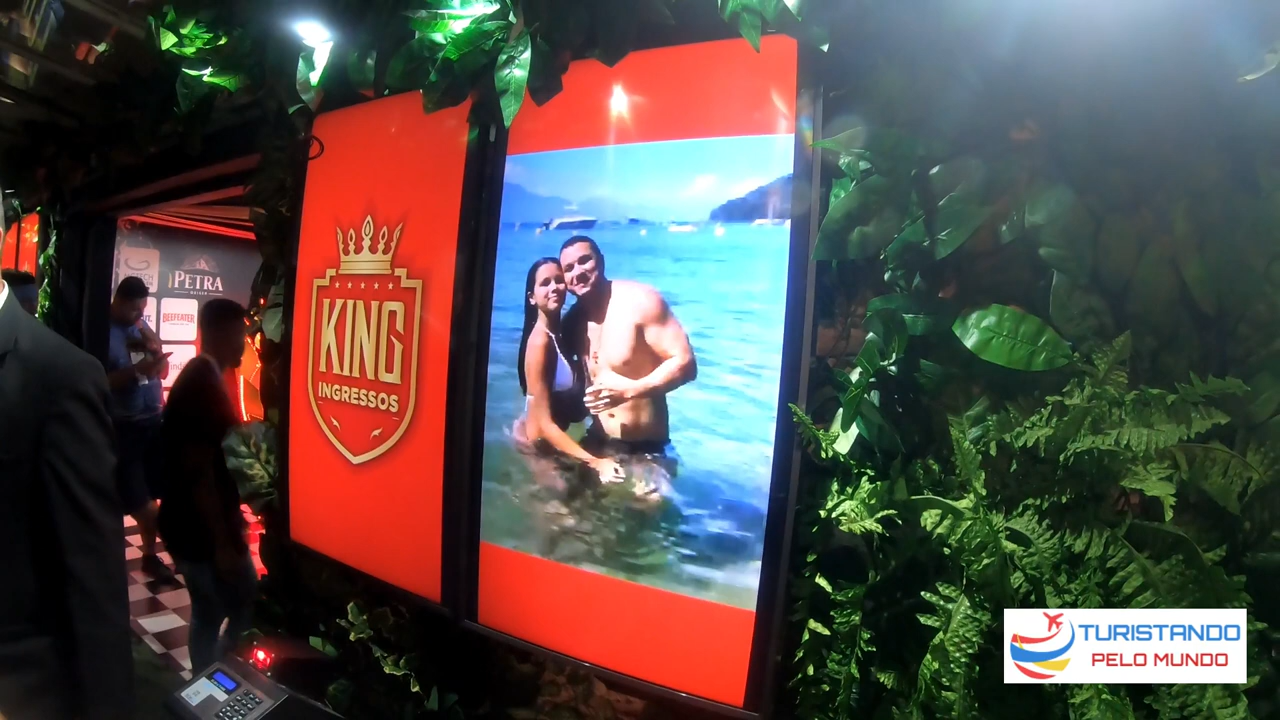 PETRA
BEEFEATER
KING
INGRESSOS
TURISTANDO
PELO MUNDO